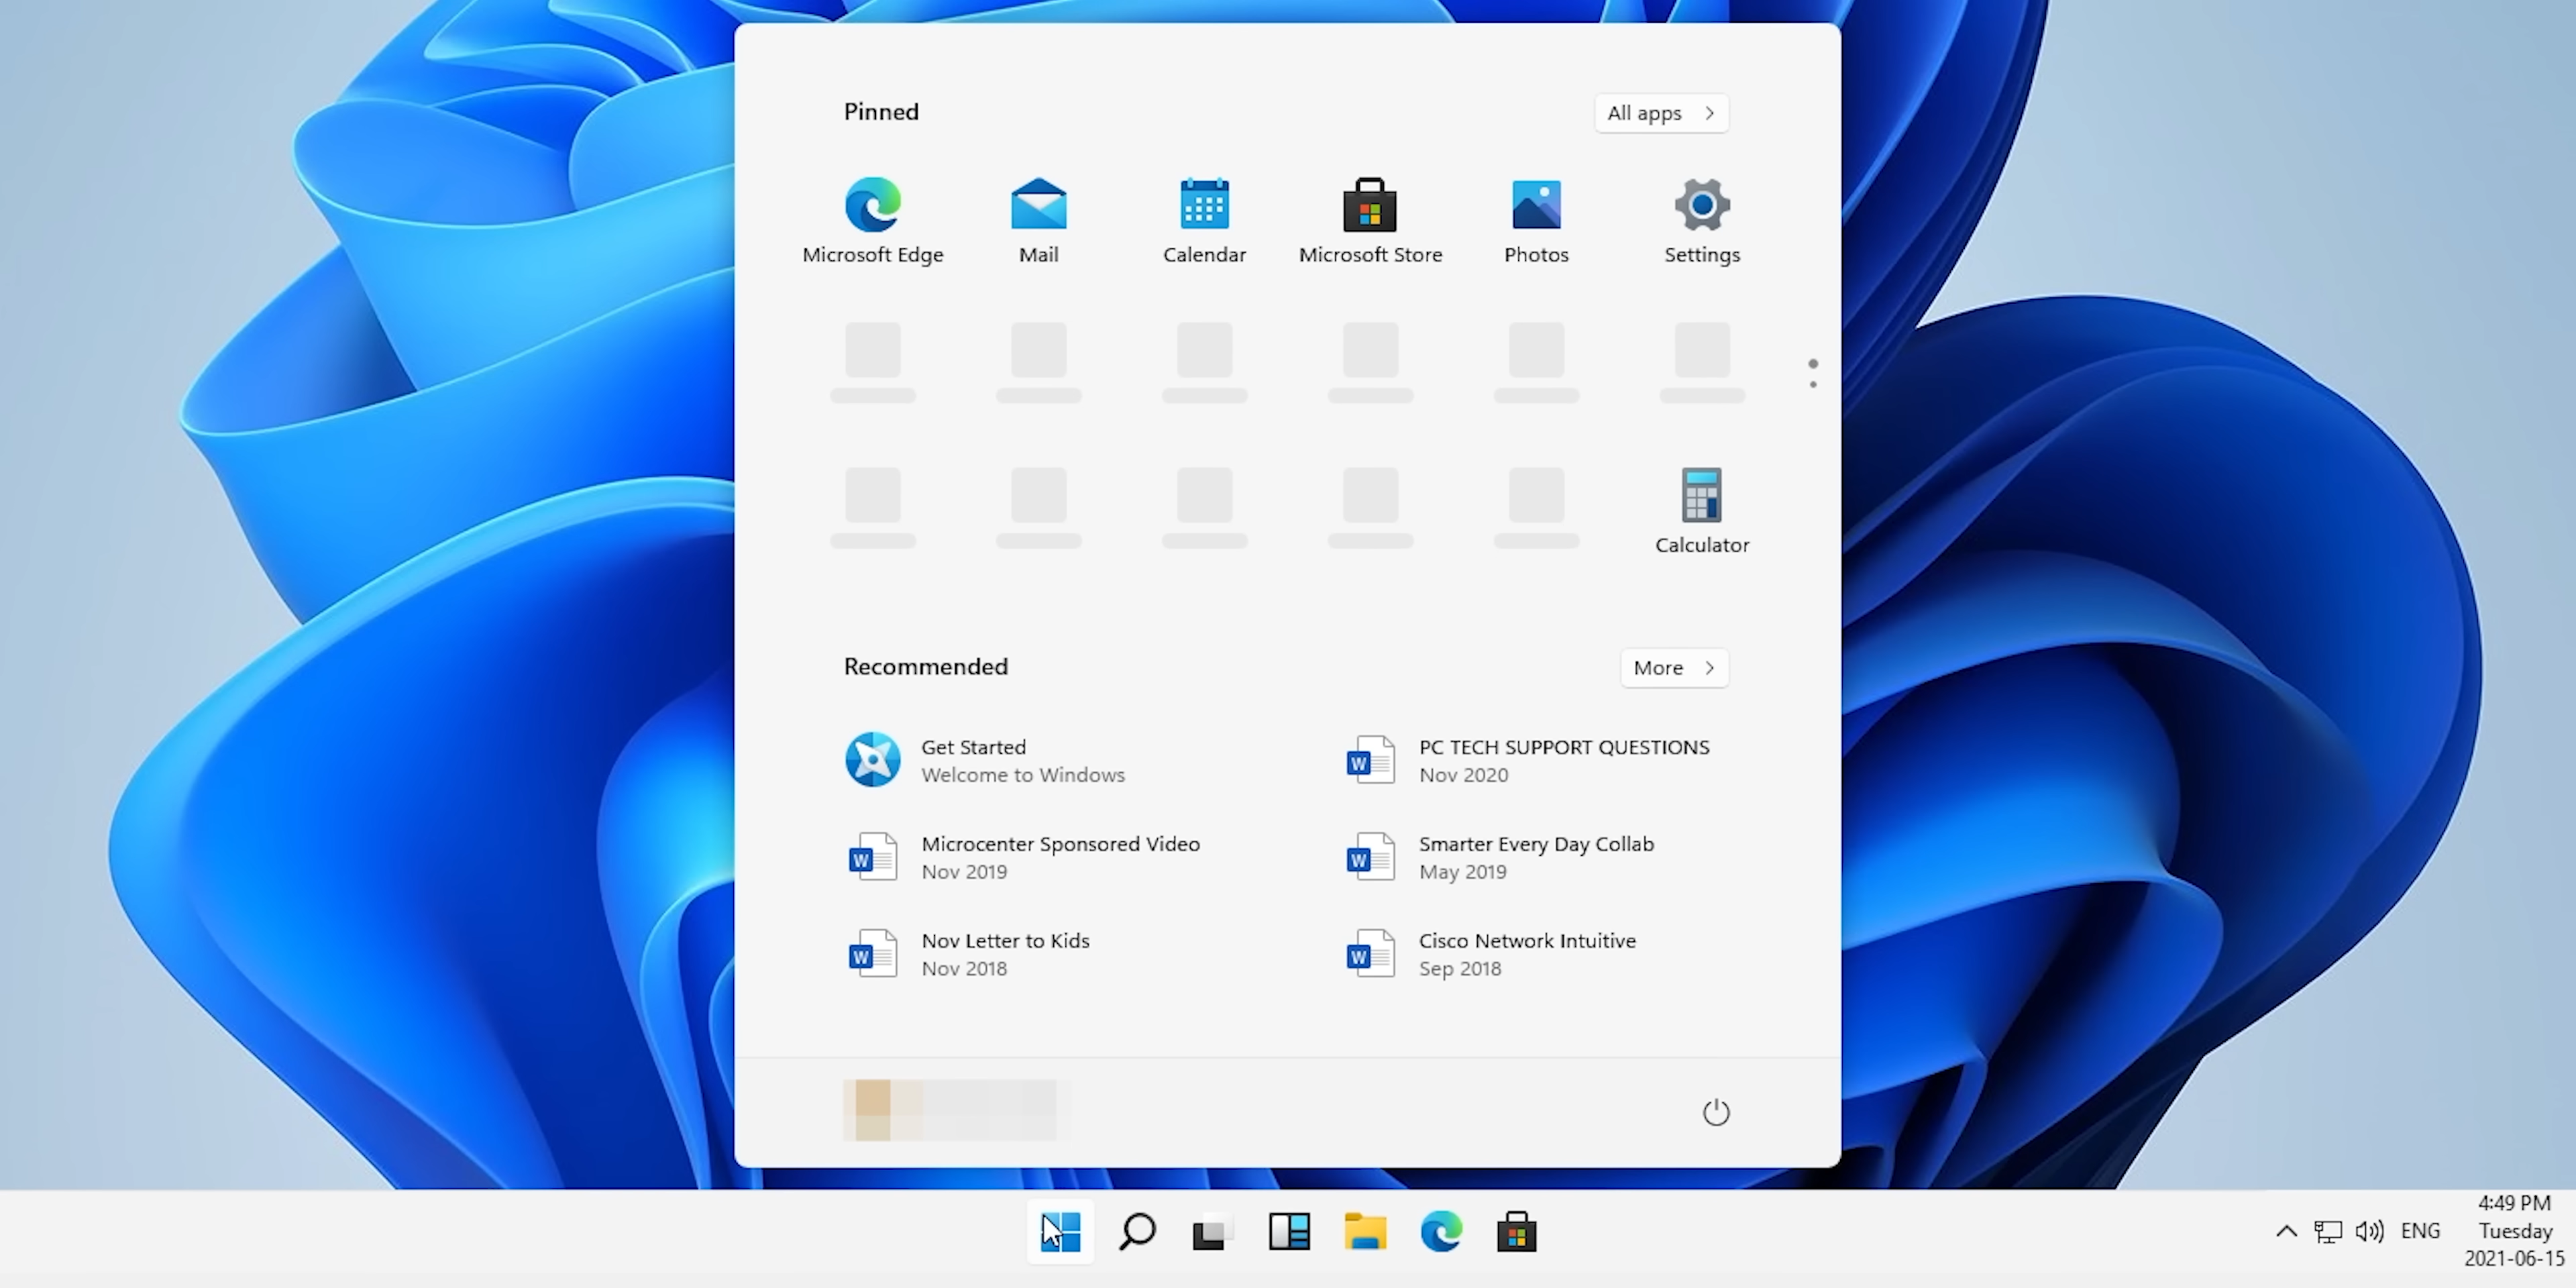 Pinned
All apps
Microsoft Edge
Mail
Calendar
Microsoft Store
Photos
Settings
Calculator
Recommended
More
Get Started
Welcome to Windows
PC TECH SUPPORT QUESTIONS
Nov 2020
W
Microcenter Sponsored Video
Nov 2019
W
Smarter Every Day Collab
May 2019
W
Nov Letter to Kids
Nov 2018
W
Cisco Network Intuitive
Sep 2018
W
ENG
4:49 PM
Tuesday
2021-06-15